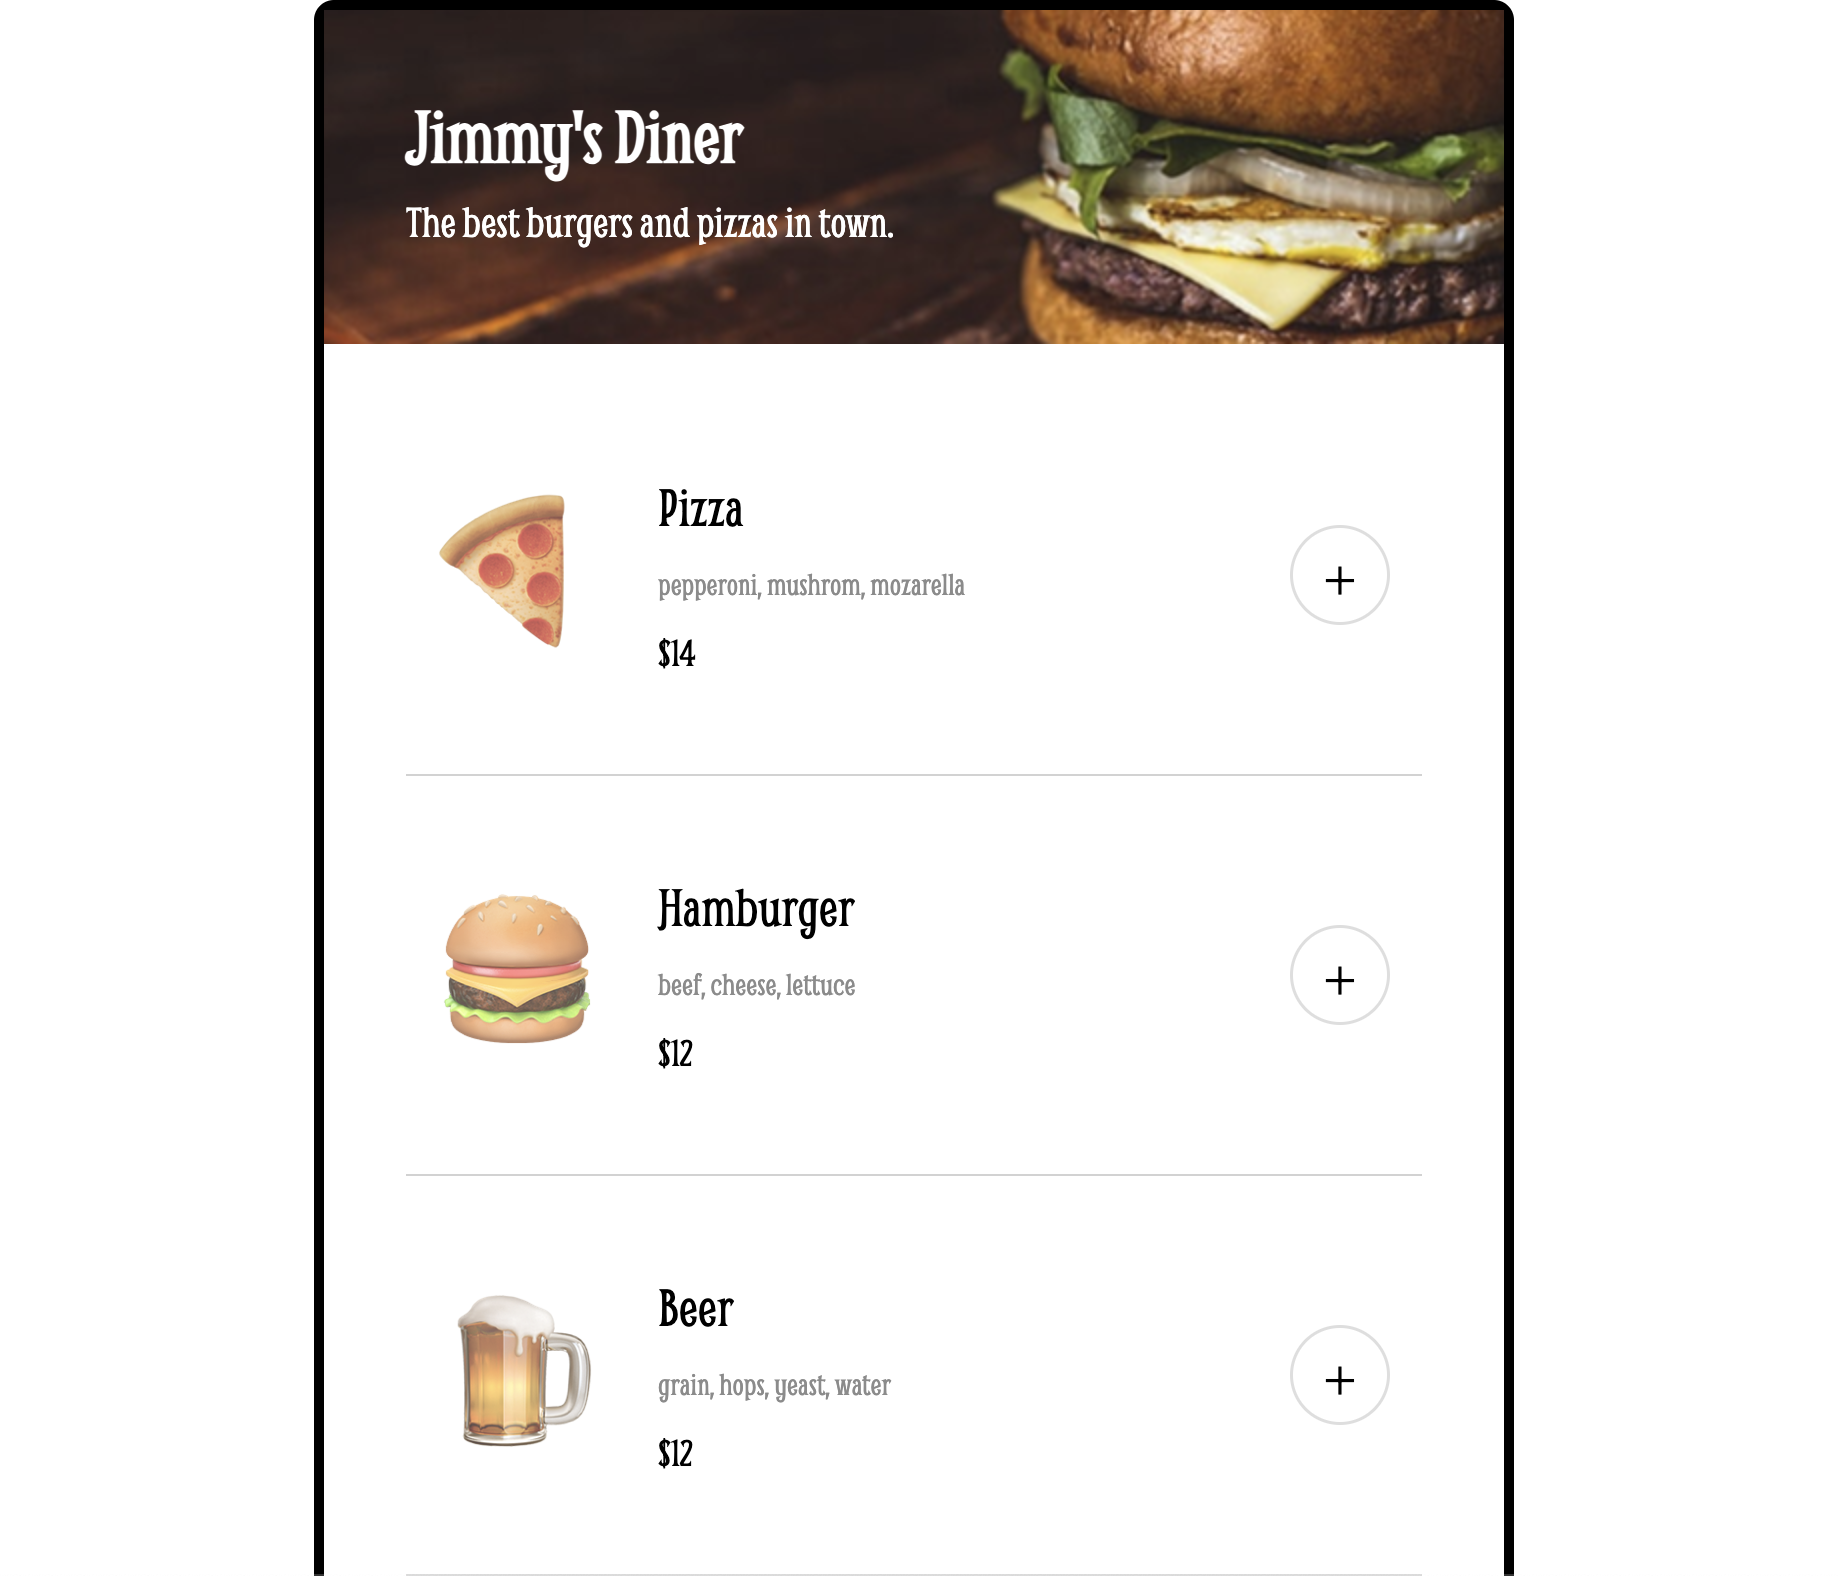 Jimmy's Diner
The best burgers and pizzas in town.
Pizza
pepperoni, mushrom, mozarella
$14
+
Hamburger
beef, cheese, lettuce
$12
+
Beer
grain, hops, yeast, water
$12
+